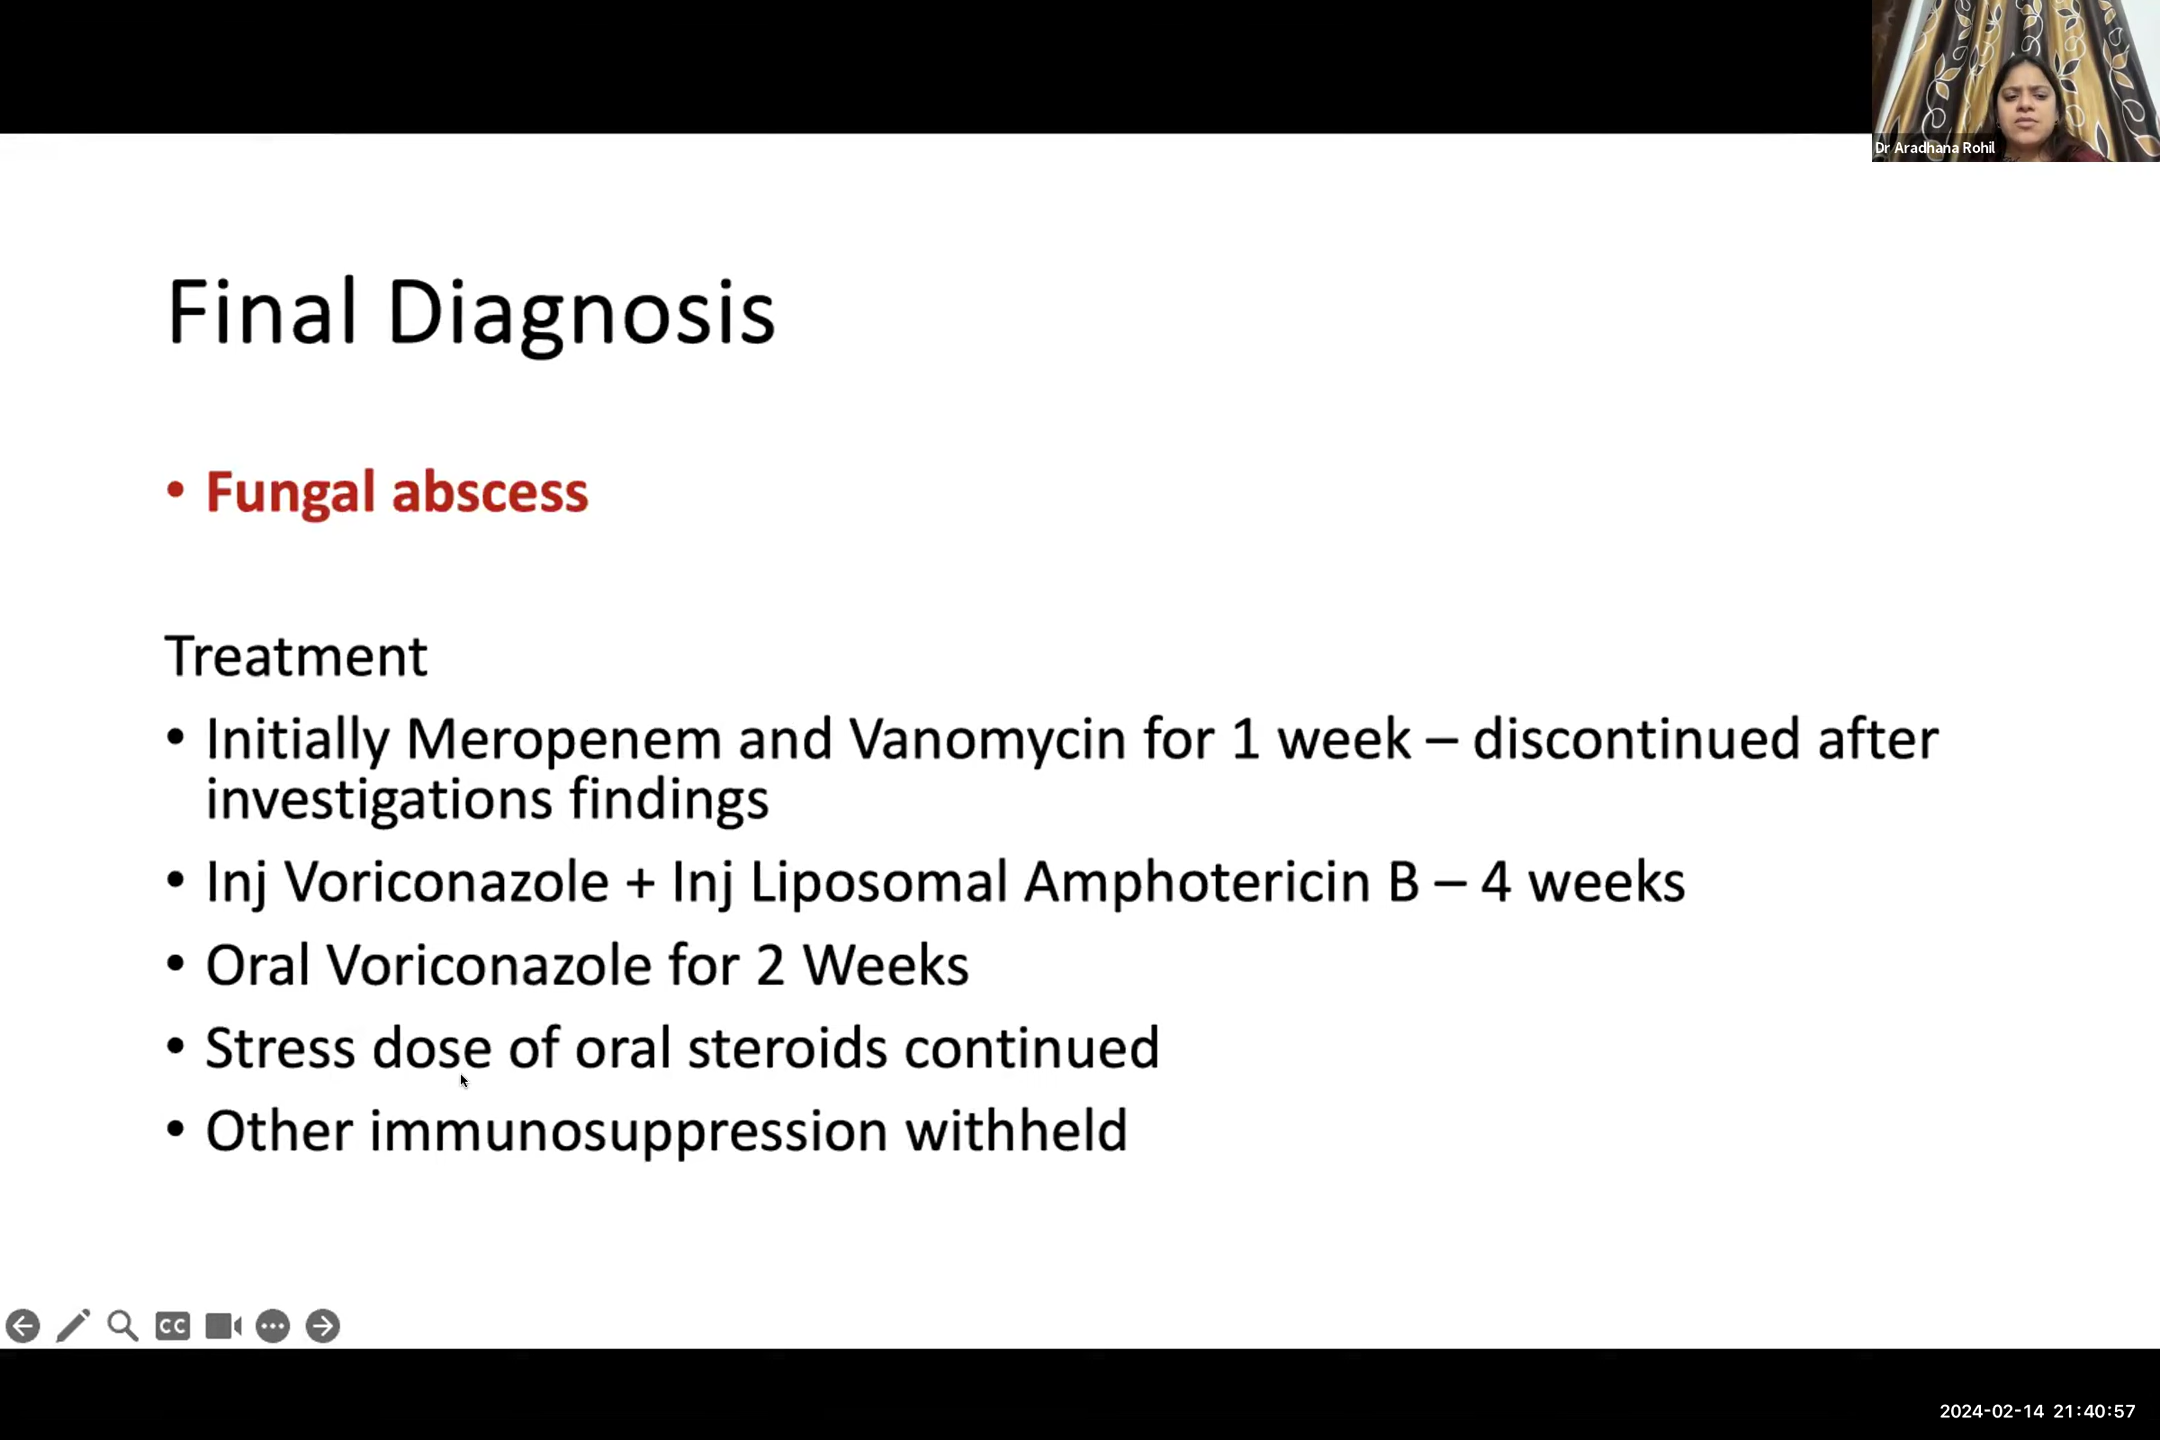 Dr Aradhana Rohil
Final Diagnosis
• Fungal abscess
Treatment
• Initially Meropenem and Vanomycin for 1 week – discontinued after
investigations findings
• Inj Voriconazole + Inj Liposomal Amphotericin B – 4 weeks
• Oral Voriconazole for 2 Weeks
• Stress dose of oral steroids continued
• Other immunosuppression withheld
CC
2024-02-14 21:40:57